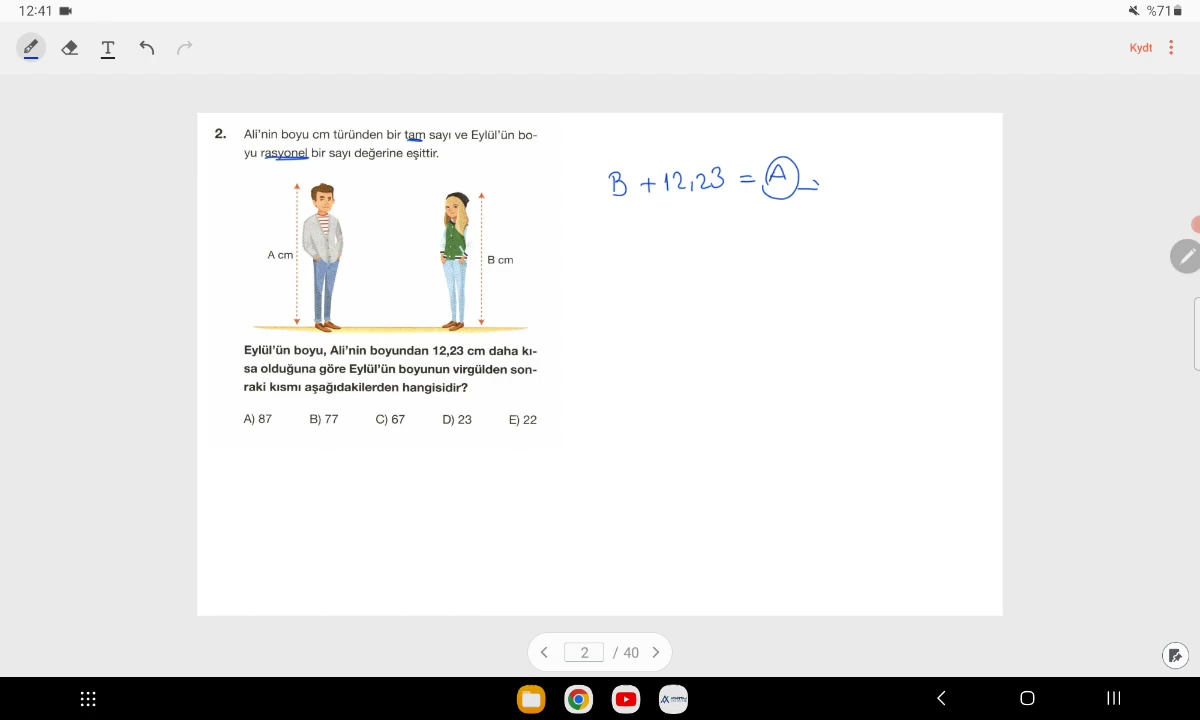 12:41
%71
T
Kydt
2. Ali'nin boyu cm türünden bir tam sayı ve Eylül'ün bo-
yu rasyonel bir sayı değerine eşittir.
B + 12,23 = A
A cm
B cm
Eylül'ün boyu, Ali'nin boyundan 12,23 cm daha kı-
sa olduğuna göre Eylül'ün boyunun virgülden son-
raki kısmı aşağıdakilerden hangisidir?
A) 87 B) 77 C) 67 D) 23 E) 22
2 / 40